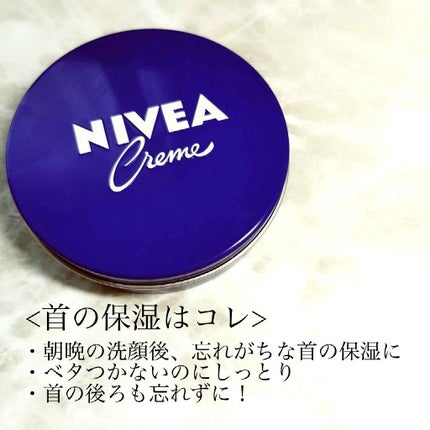 NIVEA
Creme
<首の保湿はコレ>
・朝晩の洗顔後、忘れがちな首の保湿に
・ベタつかないのにしっとり
・首の後ろも忘れずに！